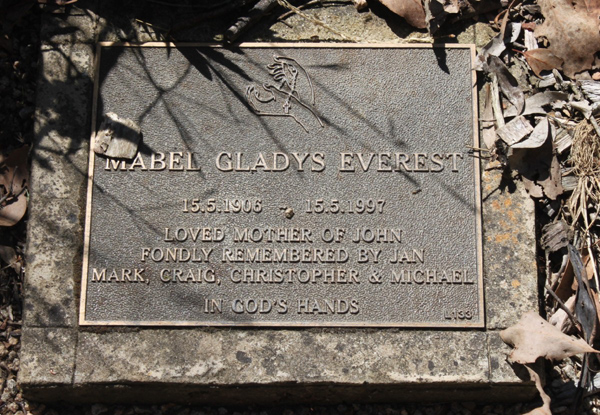 MABEL GLADYS EVEREST
15.5.1906 ~ 15.5.1997
LOVED MOTHER OF JOHN
FONDLY REMEMBERED BY JAN
MARK, CRAIG, CHRISTOPHER & MICHAEL
IN GOD'S HANDS
L133